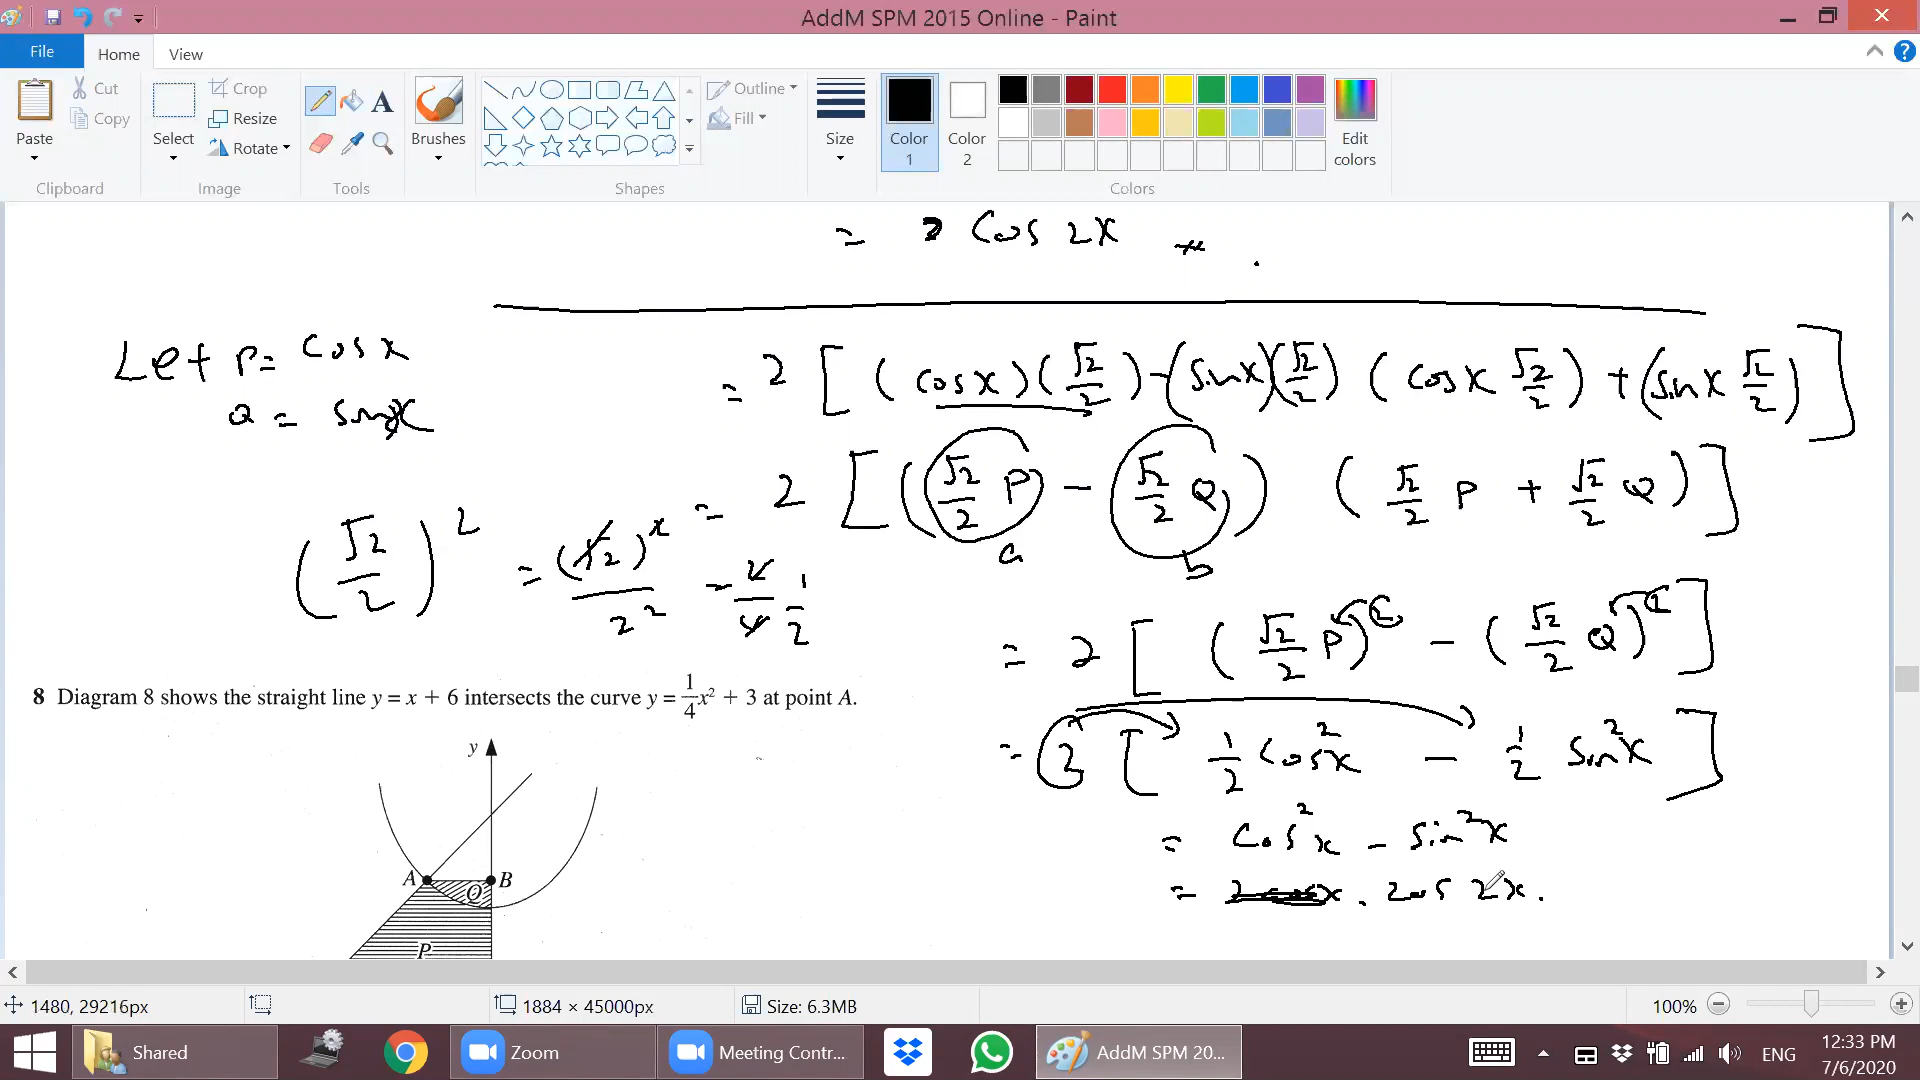 AddM SPM 2015 Online - Paint
File Home View
Paste Cut Copy Clipboard
Select Crop Resize Rotate Image
Tools
Brushes
Outline Fill Shapes
Size
Color 1 Color 2 Edit colors Colors
= cos 2x
Let P = cos x
Q = sin x
= 2 [ (cos x)(√2/2) - (sin x)(√2/2) (cos x √2/2) + (sin x √2/2) ]
= 2 [ ( √2/2 P - √2/2 Q ) ( √2/2 P + √2/2 Q ) ]
a b
(√2/2)² = (√2)²/2² = 2/4 1/2
= 2 [ (√2/2 P)² - (√2/2 Q)² ]
= 2 [ 1/2 cos²x - 1/2 sin²x ]
= cos²x - sin²x
= cos 2x.
8 Diagram 8 shows the straight line y = x + 6 intersects the curve y = 1/4 x² + 3 at point A.
y
A Q B
P
1480, 29216px 1884 × 45000px Size: 6.3MB 100%
Shared Zoom Meeting Contr... AddM SPM 20... ENG 12:33 PM
7/6/2020